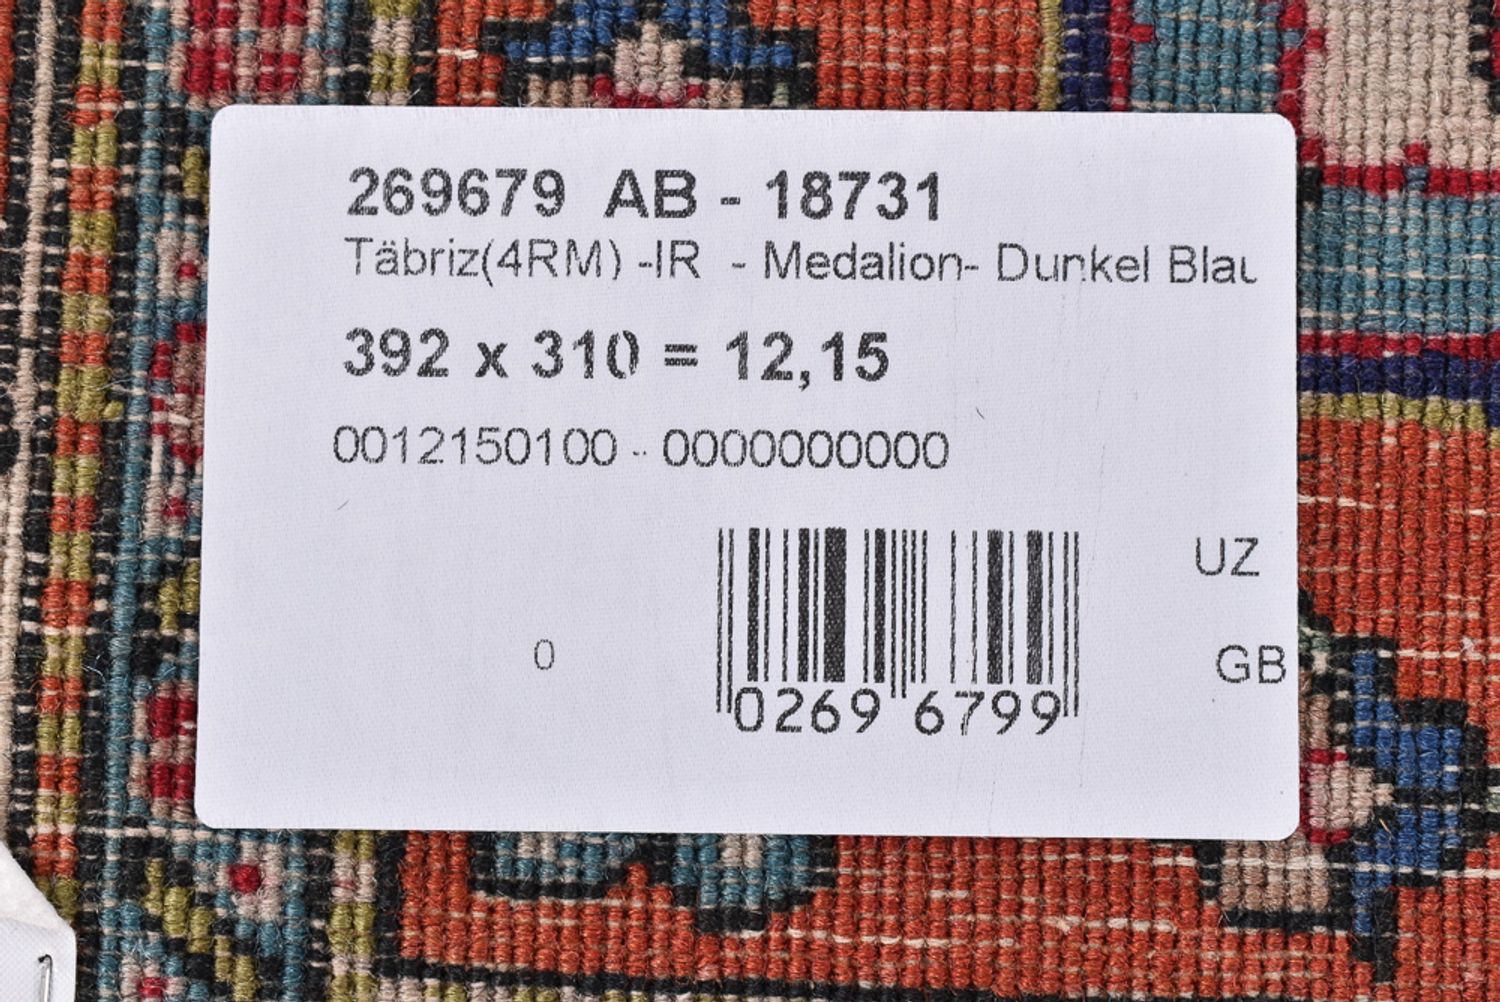 269679 AB - 18731
Täbriz(4RM) -IR - Medalion- Dunkel Blau
392 x 310 = 12,15
0012150100 - 0000000000
UZ
GB
0
0269 6799